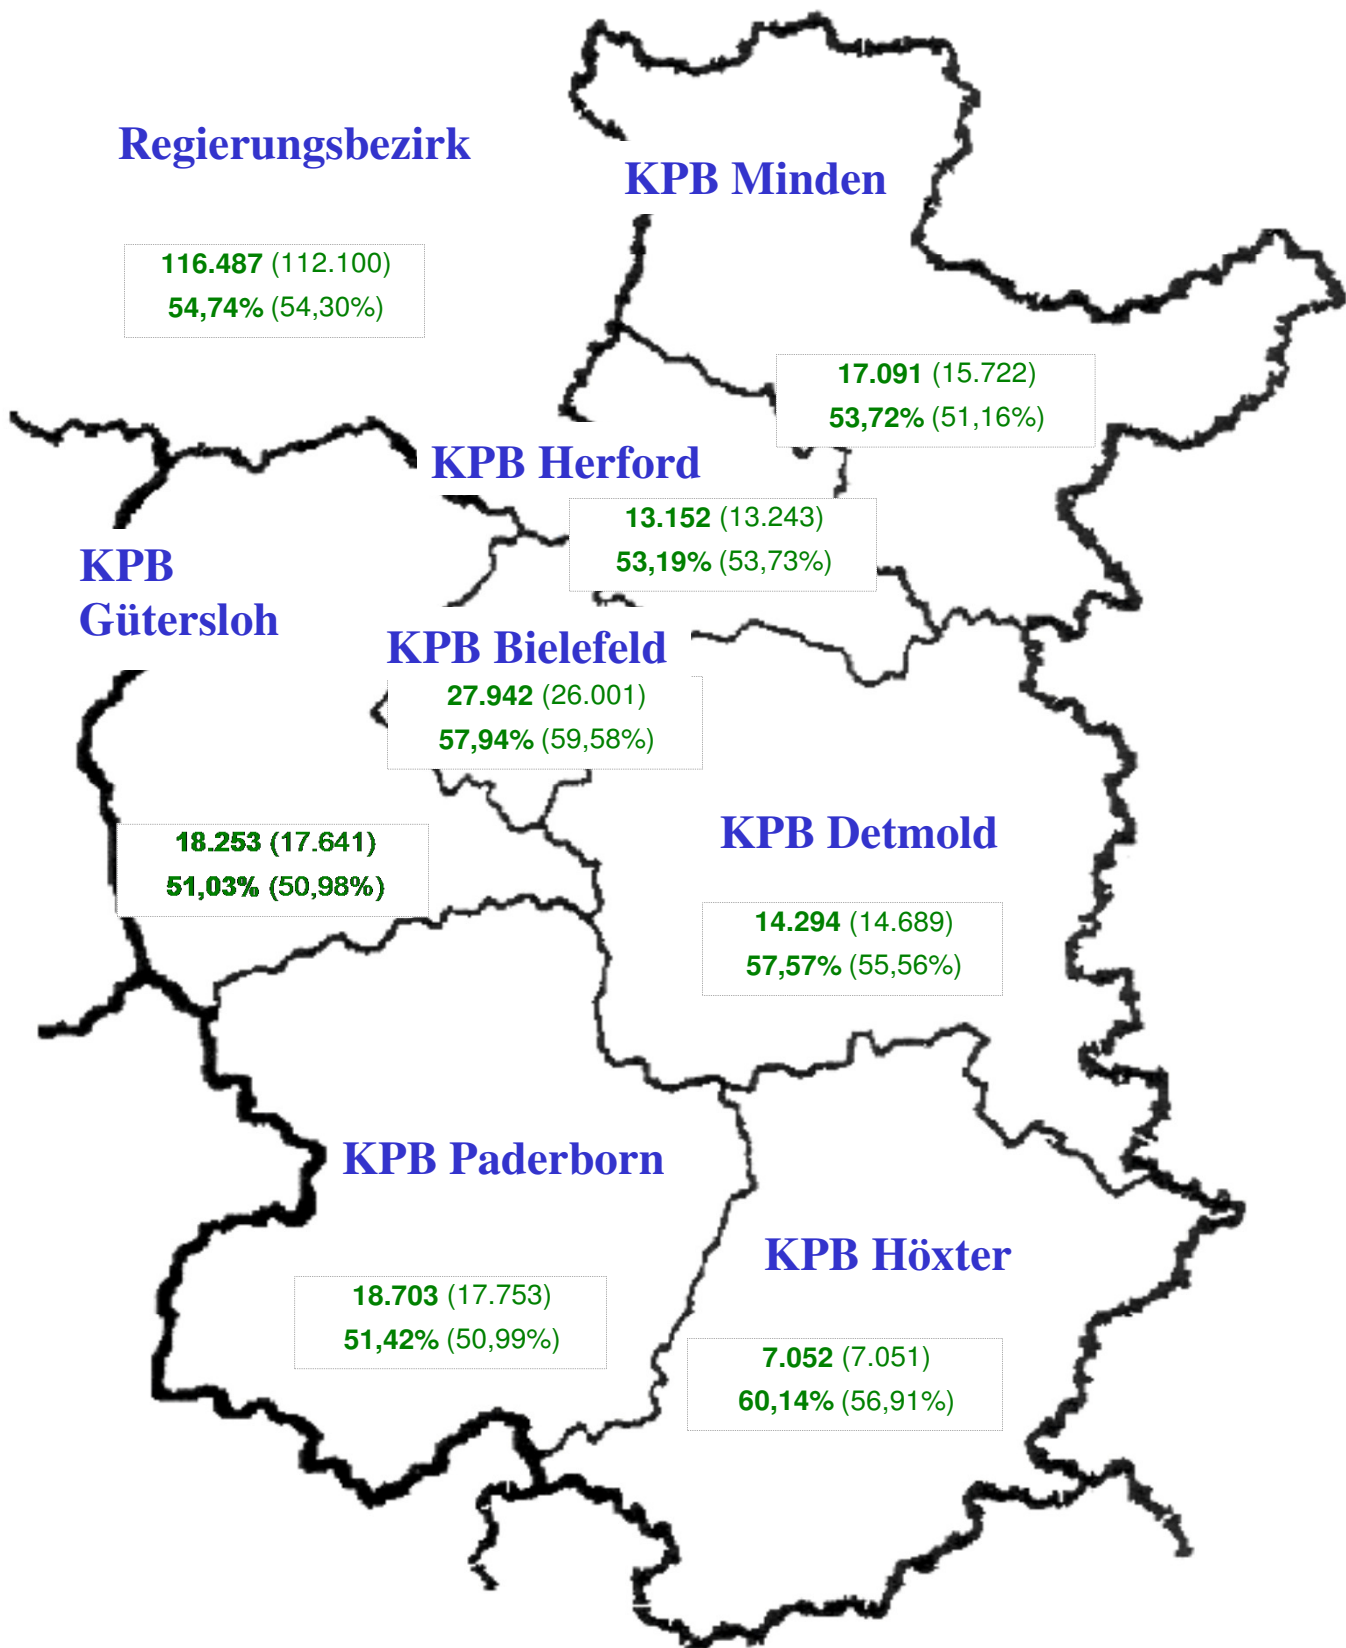 Regierungsbezirk
116.487 (112.100)
54,74% (54,30%)
KPB Minden
17.091 (15.722)
53,72% (51,16%)
KPB Herford
13.152 (13.243)
53,19% (53,73%)
KPB
Gütersloh
18.253 (17.641)
51,03% (50,98%)
KPB Bielefeld
27.942 (26.001)
57,94% (59,58%)
KPB Detmold
14.294 (14.689)
57,57% (55,56%)
KPB Paderborn
18.703 (17.753)
51,42% (50,99%)
KPB Höxter
7.052 (7.051)
60,14% (56,91%)